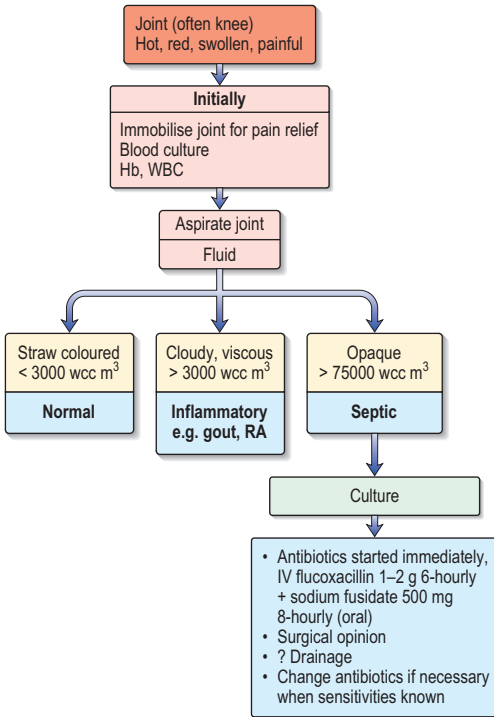 Joint (often knee)
Hot, red, swollen, painful
Initially
Immobilise joint for pain relief
Blood culture
Hb, WBC
Aspirate joint
Fluid
Straw coloured
< 3000 wcc m³
Normal
Cloudy, viscous
> 3000 wcc m³
Inflammatory
e.g. gout, RA
Opaque
> 75000 wcc m³
Septic
Culture
• Antibiotics started immediately,
IV flucoxacillin 1–2 g 6-hourly
+ sodium fusidate 500 mg
8-hourly (oral)
• Surgical opinion
• ? Drainage
• Change antibiotics if necessary
when sensitivities known